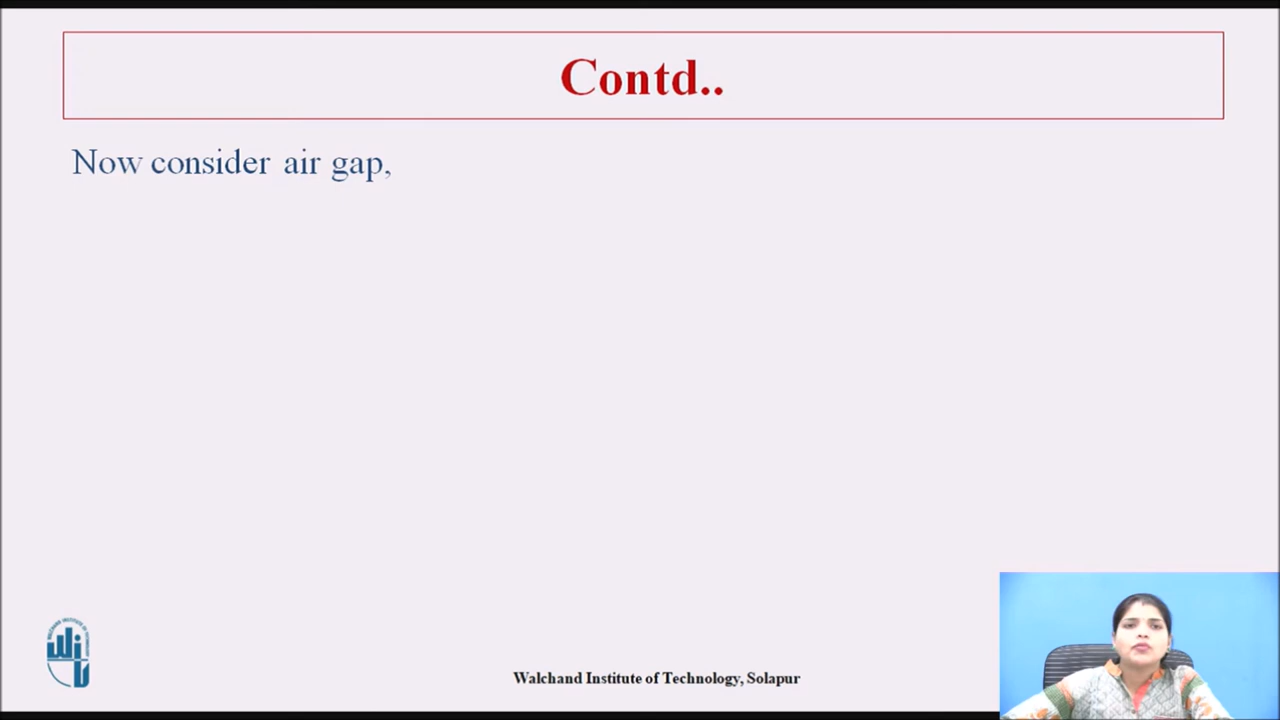 Contd..
Now consider air gap,
Walchand Institute of Technology, Solapur